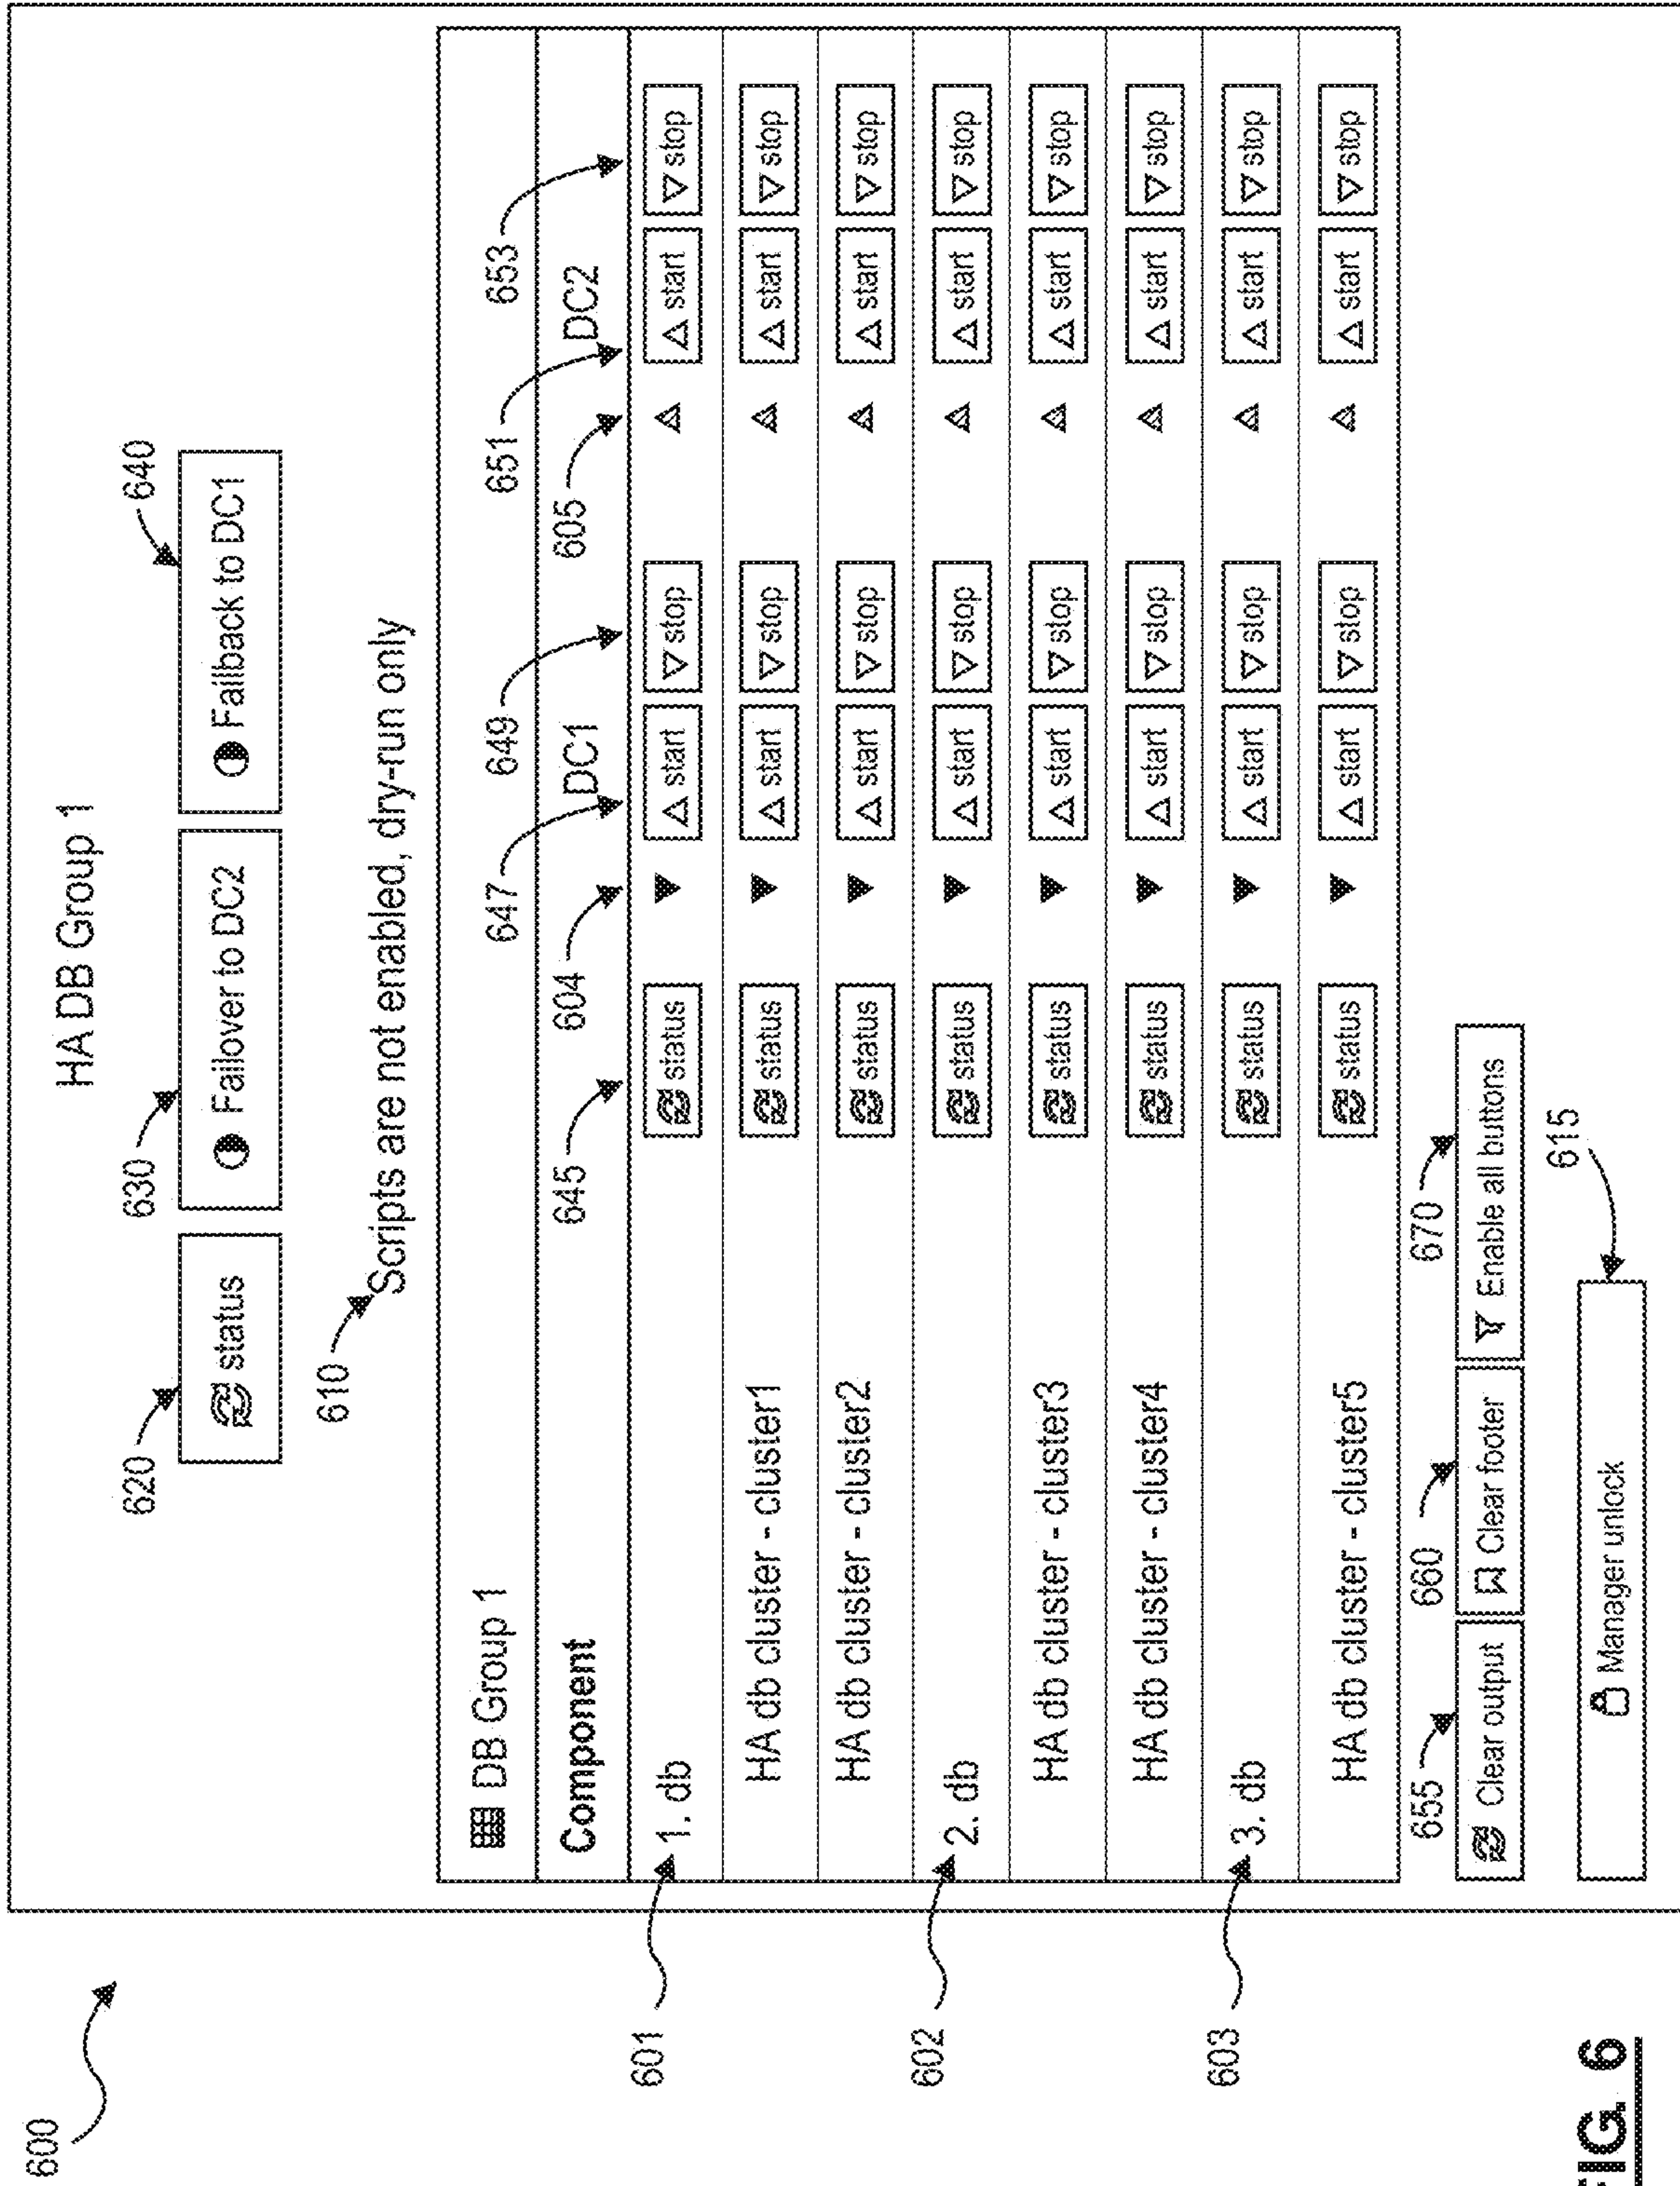 600
HA DB Group 1
620
630
640
status
Failover to DC2
Failback to DC1
610
Scripts are not enabled, dry-run only
DB Group 1
647
649
651
653
Component
DC1
DC2
645
604
605
601
1. db
status
start
stop
start
stop
HA db cluster - cluster1
status
start
stop
start
stop
HA db cluster - cluster2
status
start
stop
start
stop
602
2. db
status
start
stop
start
stop
HA db cluster - cluster3
status
start
stop
start
stop
HA db cluster - cluster4
status
start
stop
start
stop
603
3. db
status
start
stop
start
stop
HA db cluster - cluster5
status
start
stop
start
stop
655
660
670
Clear output
Clear footer
Enable all buttons
615
Manager unlock
FIG. 6